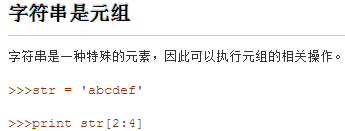 字符串是元组
字符串是一种特殊的元素，因此可以执行元组的相关操作。
>>>str = 'abcdef'
>>>print str[2:4]